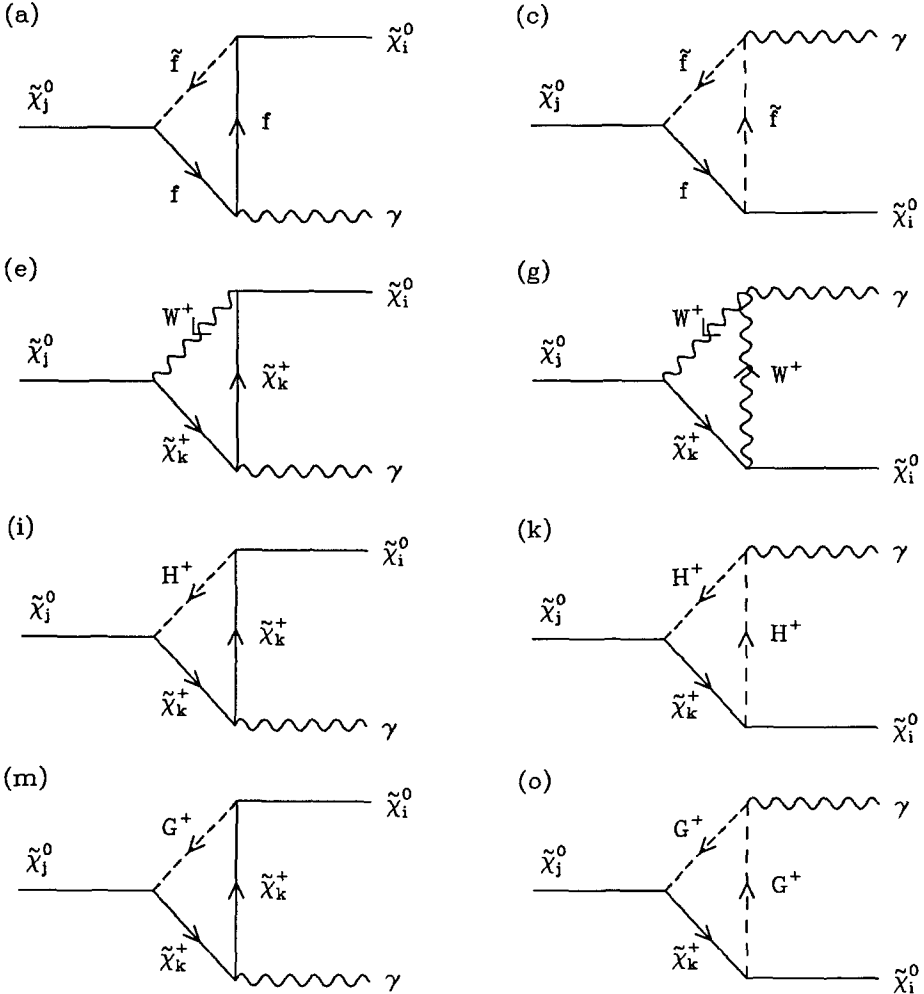 (a)
f̃
χ̃⁰ᵢ
χ̃⁰ⱼ
f
f
γ
(c)
f̃
γ
χ̃⁰ⱼ
f̃
f
χ̃⁰ᵢ
(e)
W⁺
χ̃⁰ᵢ
χ̃⁰ⱼ
χ̃⁺ₖ
χ̃⁺ₖ
γ
(g)
W⁺
γ
χ̃⁰ⱼ
W⁺
χ̃⁺ₖ
χ̃⁰ᵢ
(i)
H⁺
χ̃⁰ᵢ
χ̃⁰ⱼ
χ̃⁺ₖ
χ̃⁺ₖ
γ
(k)
H⁺
γ
χ̃⁰ⱼ
H⁺
χ̃⁺ₖ
χ̃⁰ᵢ
(m)
G⁺
χ̃⁰ᵢ
χ̃⁰ⱼ
χ̃⁺ₖ
χ̃⁺ₖ
γ
(o)
G⁺
γ
χ̃⁰ⱼ
G⁺
χ̃⁺ₖ
χ̃⁰ᵢ